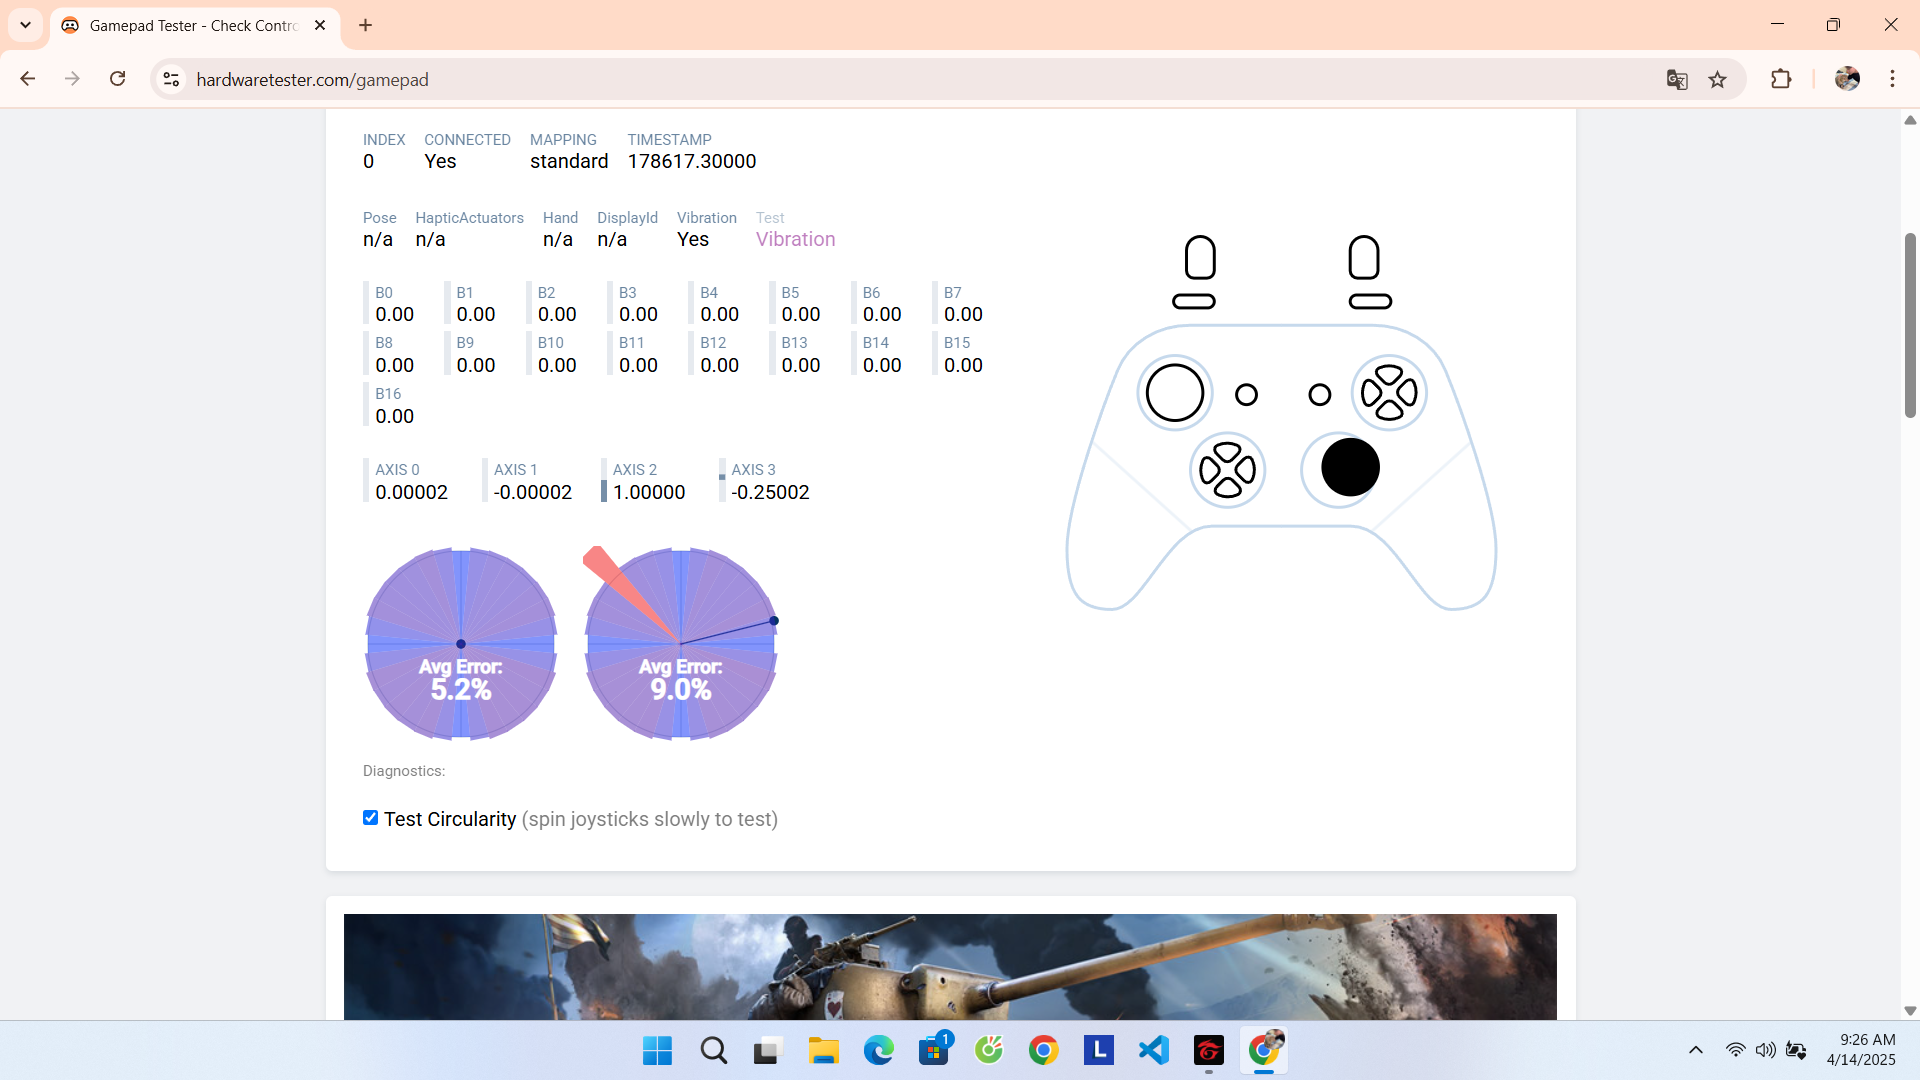 Gamepad Tester - Check Contro
hardwaretester.com/gamepad
INDEX CONNECTED MAPPING TIMESTAMP
0 Yes standard 178617.30000
Pose HapticActuators Hand DisplayId Vibration Test
n/a n/a n/a n/a Yes Vibration
B0 B1 B2 B3 B4 B5 B6 B7
0.00 0.00 0.00 0.00 0.00 0.00 0.00 0.00
B8 B9 B10 B11 B12 B13 B14 B15
0.00 0.00 0.00 0.00 0.00 0.00 0.00 0.00
B16
0.00
AXIS 0 AXIS 1 AXIS 2 AXIS 3
0.00002 -0.00002 1.00000 -0.25002
Avg Error: Avg Error:
5.2% 9.0%
Diagnostics:
Test Circularity (spin joysticks slowly to test)
1
L
9:26 AM
4/14/2025